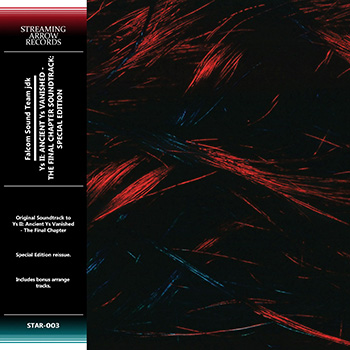 STREAMING
ARROW
RECORDS
Falcom Sound Team jdk
Ys II: ANCIENT Ys VANISHED -
THE FINAL CHAPTER SOUNDTRACK:
SPECIAL EDITION
Original Soundtrack to
Ys II: Ancient Ys Vanished
- The Final Chapter
Special Edition reissue.
Includes bonus arrange
tracks.
STAR-003